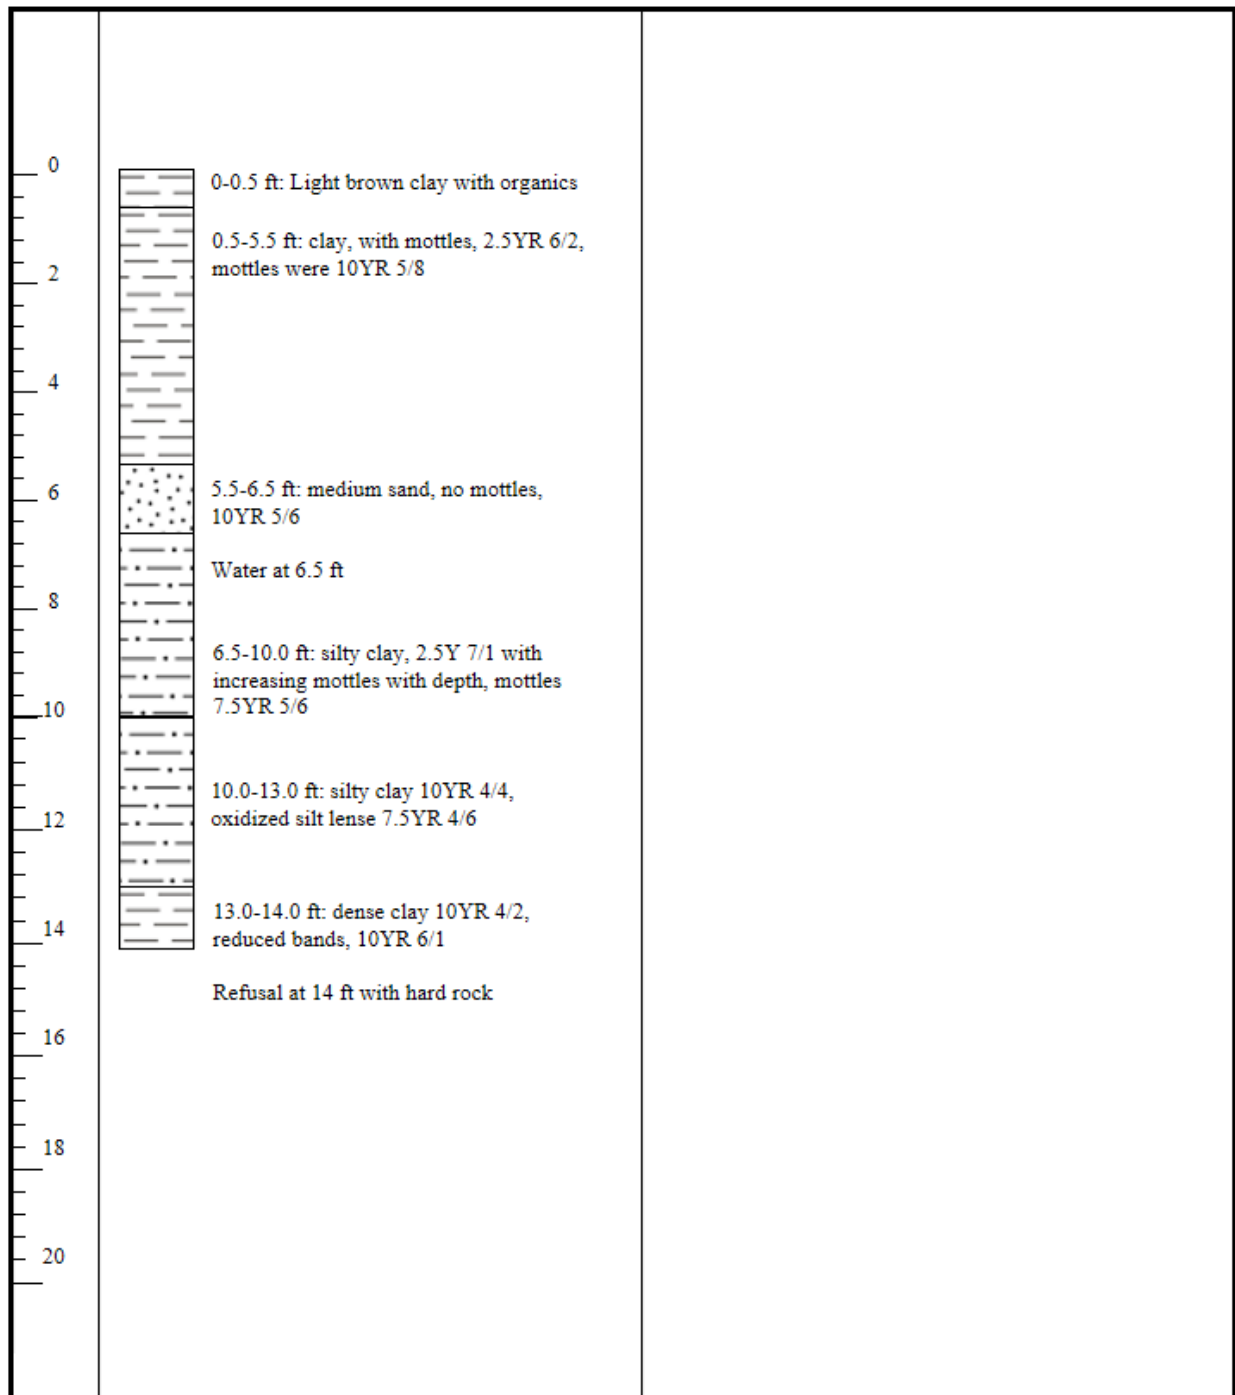 0
0-0.5 ft: Light brown clay with organics
0.5-5.5 ft: clay, with mottles, 2.5YR 6/2,
mottles were 10YR 5/8
2
4
5.5-6.5 ft: medium sand, no mottles,
10YR 5/6
6
Water at 6.5 ft
8
6.5-10.0 ft: silty clay, 2.5Y 7/1 with
increasing mottles with depth, mottles
7.5YR 5/6
10
10.0-13.0 ft: silty clay 10YR 4/4,
oxidized silt lense 7.5YR 4/6
12
13.0-14.0 ft: dense clay 10YR 4/2,
reduced bands, 10YR 6/1
14
Refusal at 14 ft with hard rock
16
18
20